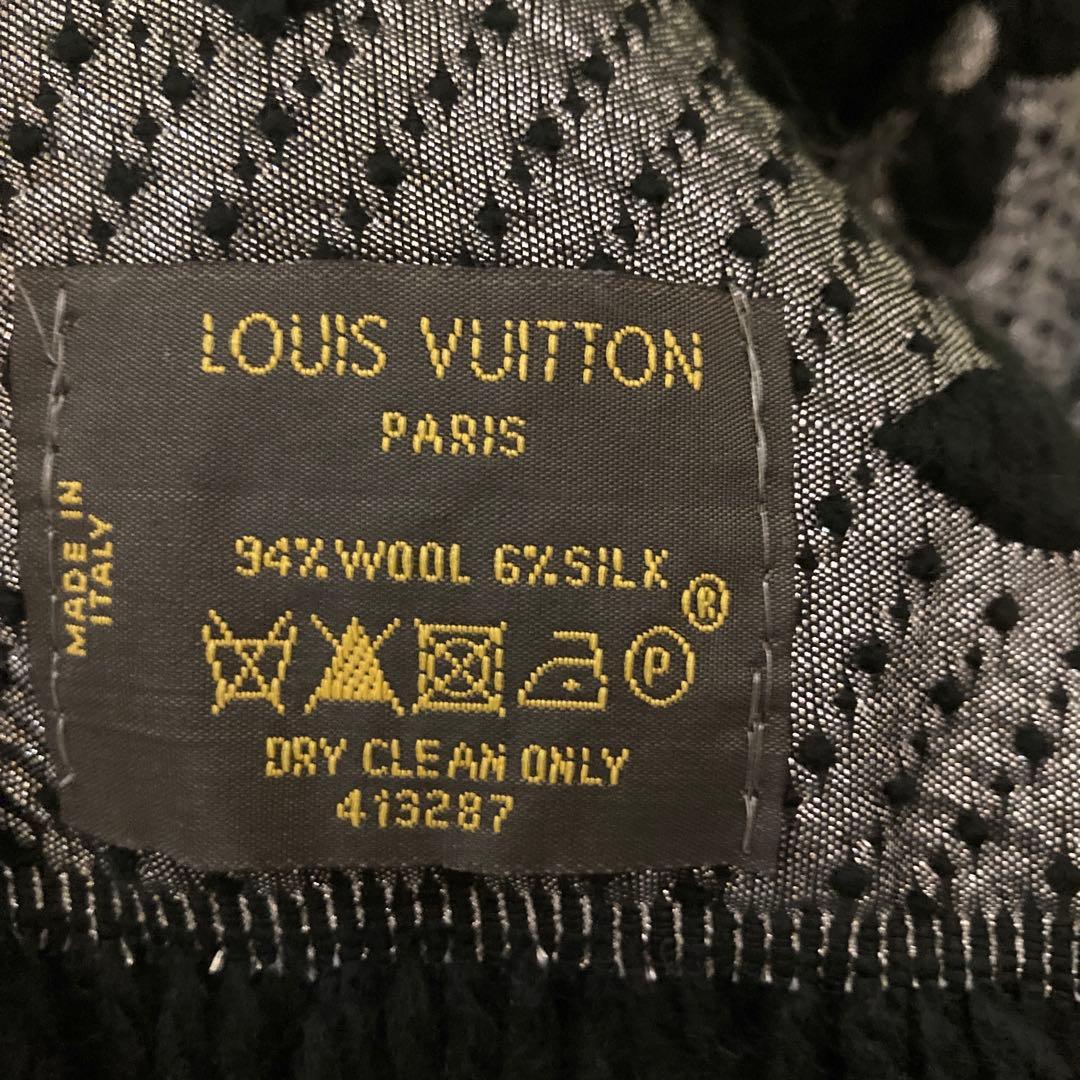 LOUIS VUITTON
PARIS
MADE IN
ITALY
94% WOOL 6% SILK
®
P
DRY CLEAN ONLY
413287